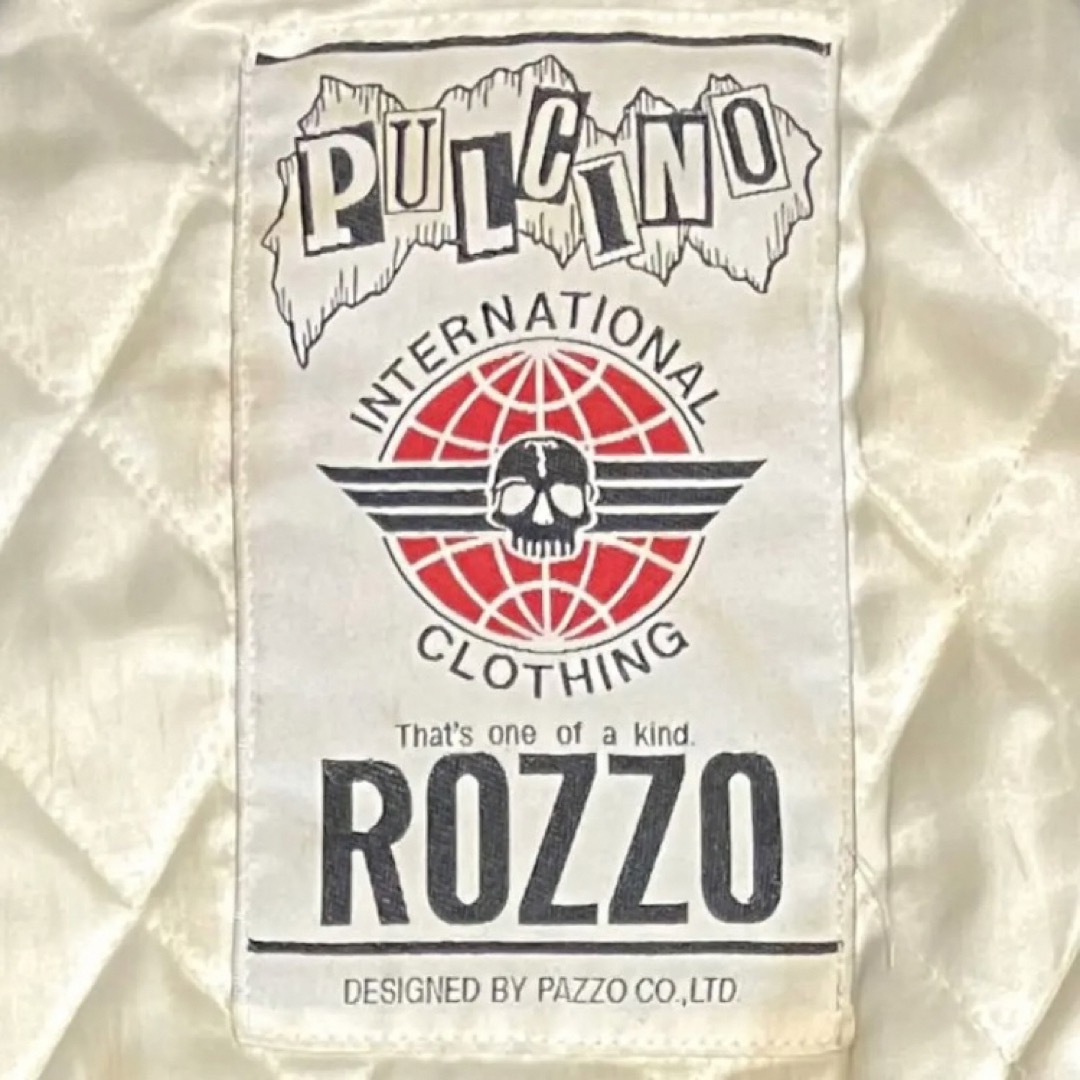 PULCINO
INTERNATIONAL
CLOTHING
That's one of a kind.
ROZZO
DESIGNED BY PAZZO CO.,LTD.